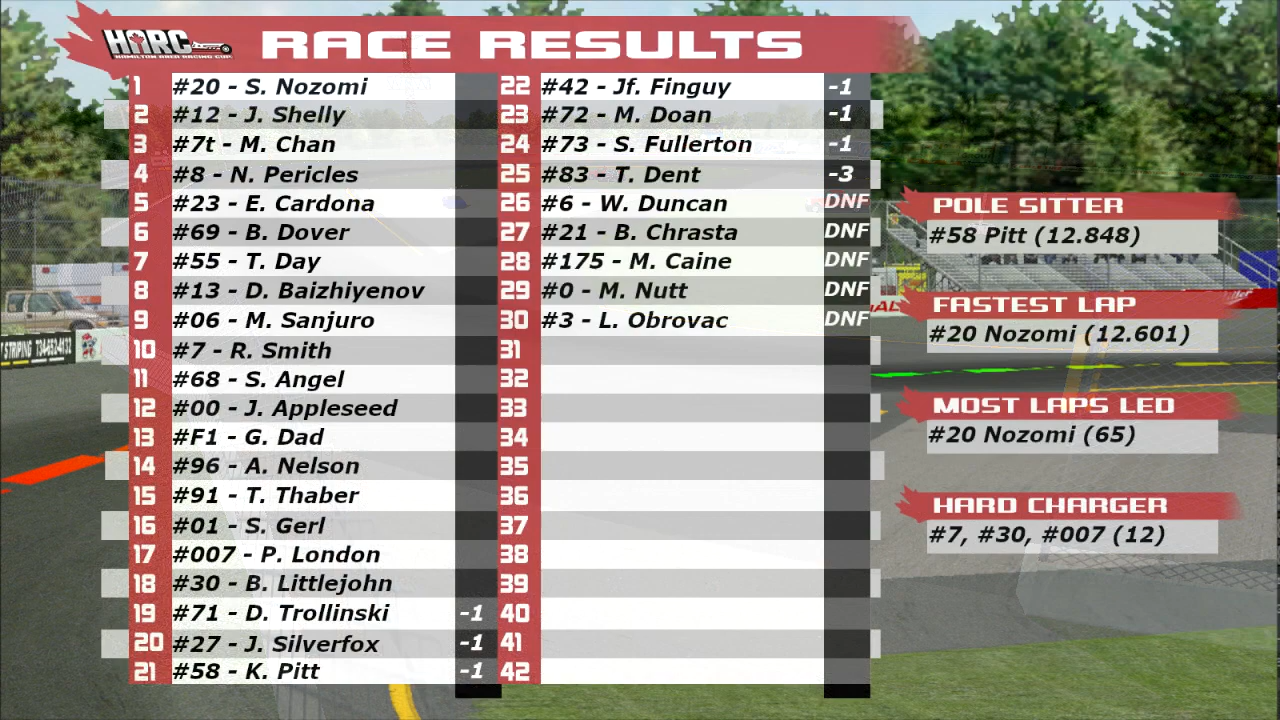 HARC
HAMILTON AREA RACING CUP
RACE RESULTS
1 #20 - S. Nozomi
2 #12 - J. Shelly
3 #7t - M. Chan
4 #8 - N. Pericles
5 #23 - E. Cardona
6 #69 - B. Dover
7 #55 - T. Day
8 #13 - D. Baizhiyenov
9 #06 - M. Sanjuro
10 #7 - R. Smith
11 #68 - S. Angel
12 #00 - J. Appleseed
13 #F1 - G. Dad
14 #96 - A. Nelson
15 #91 - T. Thaber
16 #01 - S. Gerl
17 #007 - P. London
18 #30 - B. Littlejohn
19 #71 - D. Trollinski -1
20 #27 - J. Silverfox -1
21 #58 - K. Pitt -1
22 #42 - Jf. Finguy -1
23 #72 - M. Doan -1
24 #73 - S. Fullerton -1
25 #83 - T. Dent -3
26 #6 - W. Duncan DNF
27 #21 - B. Chrasta DNF
28 #175 - M. Caine DNF
29 #0 - M. Nutt DNF
30 #3 - L. Obrovac DNF
31
32
33
34
35
36
37
38
39
40
41
42
POLE SITTER
#58 Pitt (12.848)
FASTEST LAP
#20 Nozomi (12.601)
MOST LAPS LED
#20 Nozomi (65)
HARD CHARGER
#7, #30, #007 (12)
STRIPING